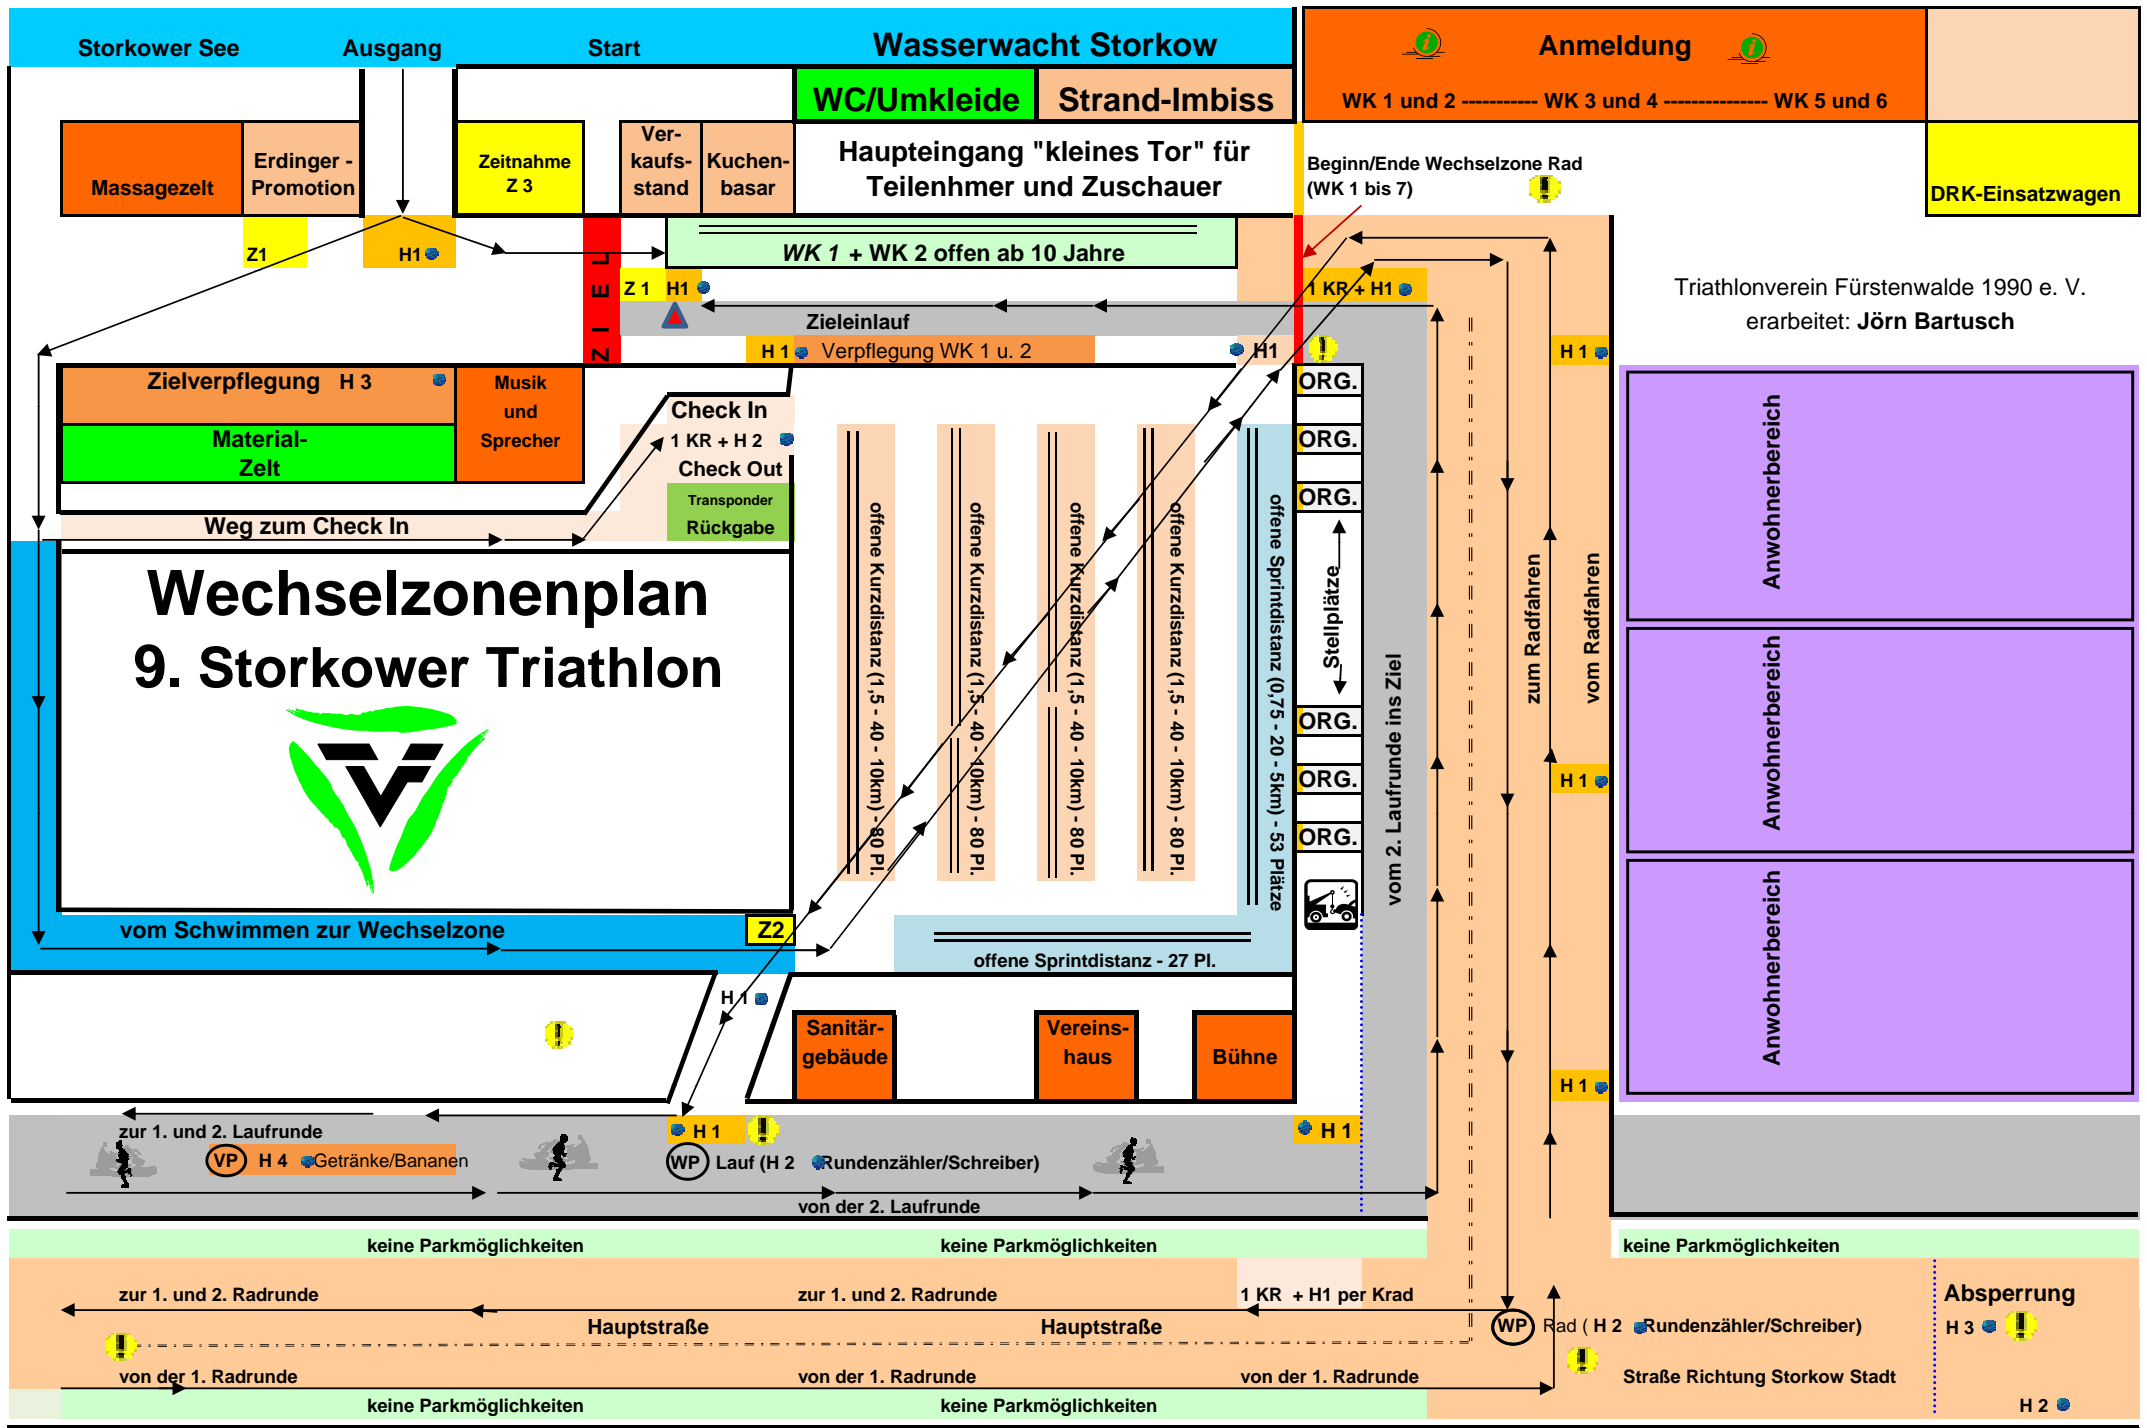 Storkower See
Ausgang
Start
Wasserwacht Storkow
Anmeldung
WC/Umkleide
Strand-Imbiss
WK 1 und 2 ----------- WK 3 und 4 --------------- WK 5 und 6
Massagezelt
Erdinger -
Promotion
Zeitnahme
Z 3
Ver-
kaufs-
stand
Kuchen-
basar
Haupteingang "kleines Tor" für
Teilenhmer und Zuschauer
Beginn/Ende Wechselzone Rad
(WK 1 bis 7)
DRK-Einsatzwagen
Z1
H1
ZIEL
WK 1 + WK 2 offen ab 10 Jahre
Z 1
H1
1 KR + H1
Triathlonverein Fürstenwalde 1990 e. V.
erarbeitet: Jörn Bartusch
Zieleinlauf
H 1
Verpflegung WK 1 u. 2
H1
H 1
Zielverpflegung H 3
Musik
und
Sprecher
Material-
Zelt
Check In
1 KR + H 2
Check Out
Transponder
Rückgabe
Weg zum Check In
ORG.
ORG.
ORG.
Stellplätze
ORG.
ORG.
ORG.
Wechselzonenplan
9. Storkower Triathlon
offene Kurzdistanz (1,5 - 40 - 10km) - 80 Pl.
offene Kurzdistanz (1,5 - 40 - 10km) - 80 Pl.
offene Kurzdistanz (1,5 - 40 - 10km) - 80 Pl.
offene Kurzdistanz (1,5 - 40 - 10km) - 80 Pl.
offene Sprintdistanz (0,75 - 20 - 5km) - 53 Plätze
vom 2. Laufrunde ins Ziel
zum Radfahren
vom Radfahren
Anwohnerbereich
Anwohnerbereich
Anwohnerbereich
H 1
H 1
vom Schwimmen zur Wechselzone
Z2
offene Sprintdistanz - 27 Pl.
H 1
Sanitär-
gebäude
Vereins-
haus
Bühne
zur 1. und 2. Laufrunde
H 1
H 1
VP
H 4
Getränke/Bananen
WP
Lauf (H 2 Rundenzähler/Schreiber)
von der 2. Laufrunde
keine Parkmöglichkeiten
keine Parkmöglichkeiten
keine Parkmöglichkeiten
zur 1. und 2. Radrunde
zur 1. und 2. Radrunde
1 KR + H1 per Krad
Absperrung
Hauptstraße
Hauptstraße
WP
Rad ( H 2 Rundenzähler/Schreiber)
H 3
von der 1. Radrunde
von der 1. Radrunde
von der 1. Radrunde
Straße Richtung Storkow Stadt
keine Parkmöglichkeiten
keine Parkmöglichkeiten
H 2